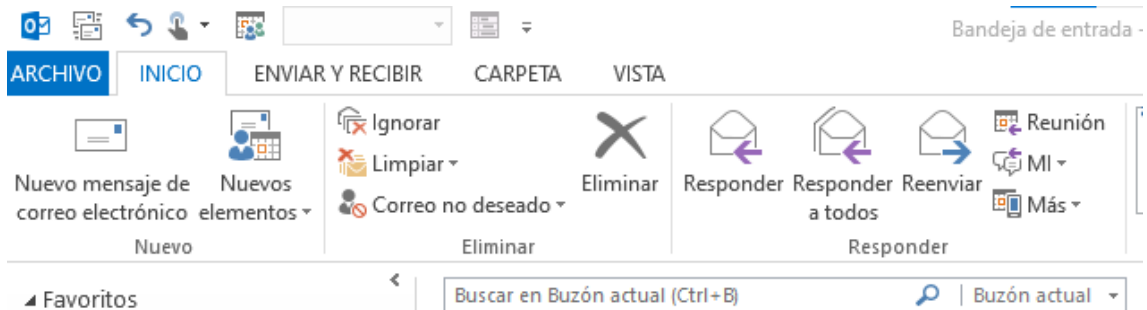 Bandeja de entrada -
ARCHIVO INICIO ENVIAR Y RECIBIR CARPETA VISTA
Nuevo mensaje de
correo electrónico
Nuevos
elementos
Ignorar
Limpiar
Correo no deseado
Eliminar
Responder
Responder
a todos
Reenviar
Reunión
MI
Más
Nuevo Eliminar Responder
Favoritos
Buscar en Buzón actual (Ctrl+B) Buzón actual